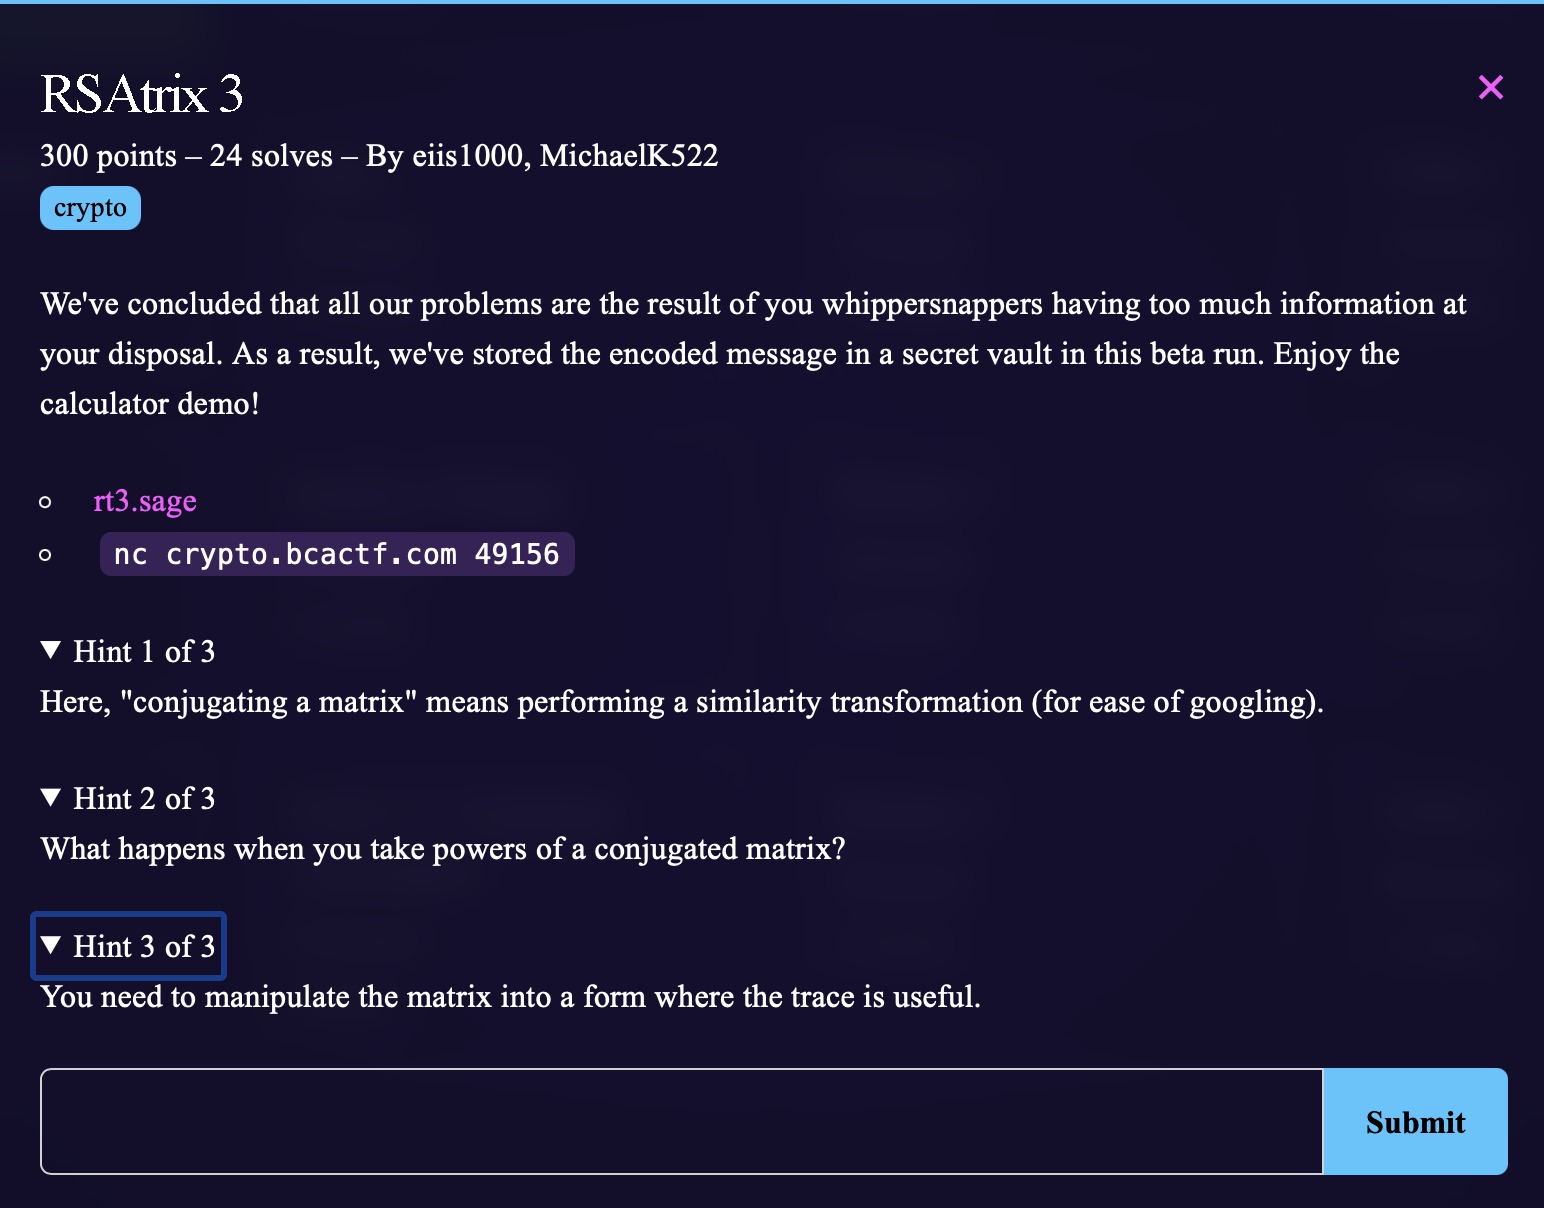 RSAtrix 3
300 points – 24 solves – By eiis1000, MichaelK522
crypto
We've concluded that all our problems are the result of you whippersnappers having too much information at
your disposal. As a result, we've stored the encoded message in a secret vault in this beta run. Enjoy the
calculator demo!
rt3.sage
nc crypto.bcactf.com 49156
Hint 1 of 3
Here, "conjugating a matrix" means performing a similarity transformation (for ease of googling).
Hint 2 of 3
What happens when you take powers of a conjugated matrix?
Hint 3 of 3
You need to manipulate the matrix into a form where the trace is useful.
Submit